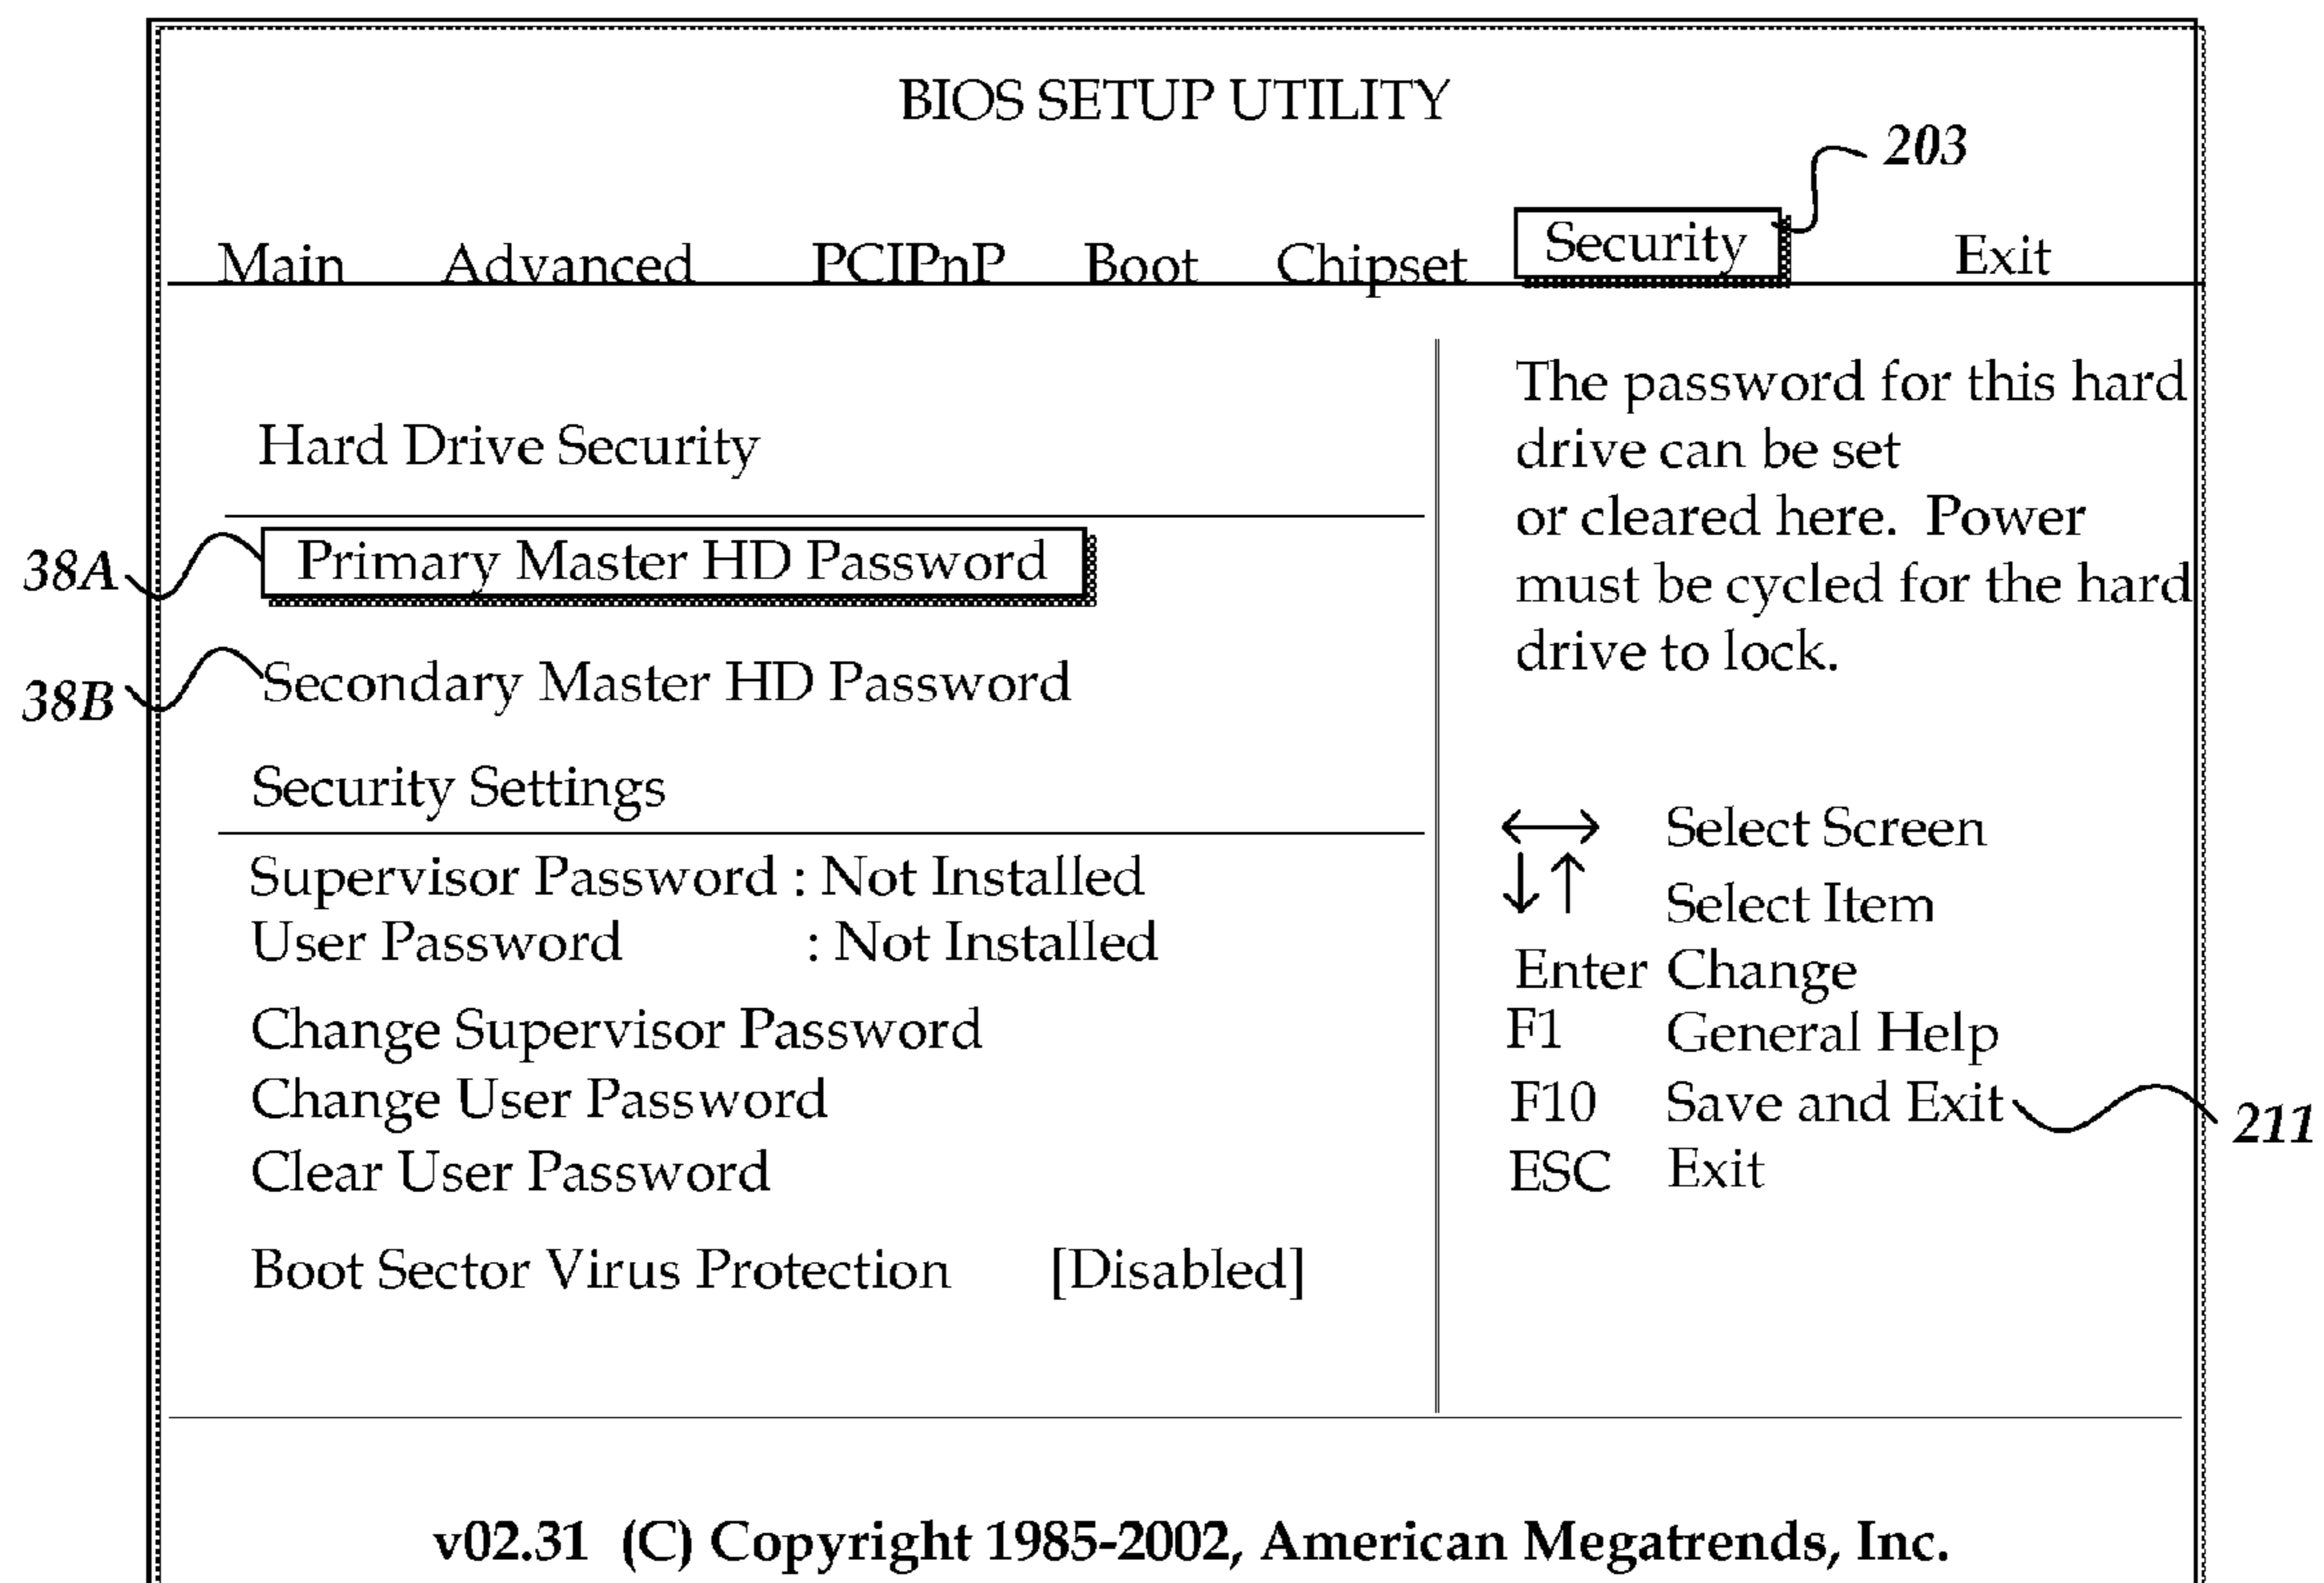 BIOS SETUP UTILITY
203
Main Advanced PCIPnP Boot Chipset Security Exit
Hard Drive Security
38A Primary Master HD Password
38B Secondary Master HD Password
Security Settings
Supervisor Password : Not Installed
User Password : Not Installed
Change Supervisor Password
Change User Password
Clear User Password
Boot Sector Virus Protection [Disabled]
The password for this hard
drive can be set
or cleared here. Power
must be cycled for the hard
drive to lock.
↔ Select Screen
↓↑ Select Item
Enter Change
F1 General Help
F10 Save and Exit 211
ESC Exit
v02.31 (C) Copyright 1985-2002, American Megatrends, Inc.